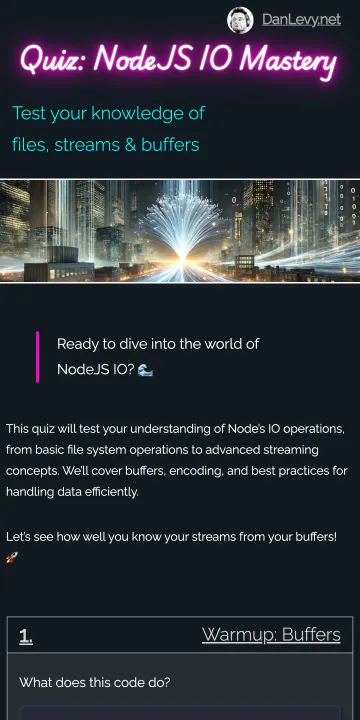 DanLevy.net
Quiz: NodeJS IO Mastery
Test your knowledge of
files, streams & buffers
Ready to dive into the world of
NodeJS IO? 🌊
This quiz will test your understanding of Node's IO operations,
from basic file system operations to advanced streaming
concepts. We'll cover buffers, encoding, and best practices for
handling data efficiently.
Let's see how well you know your streams from your buffers!
🚀
1.
Warmup: Buffers
What does this code do?